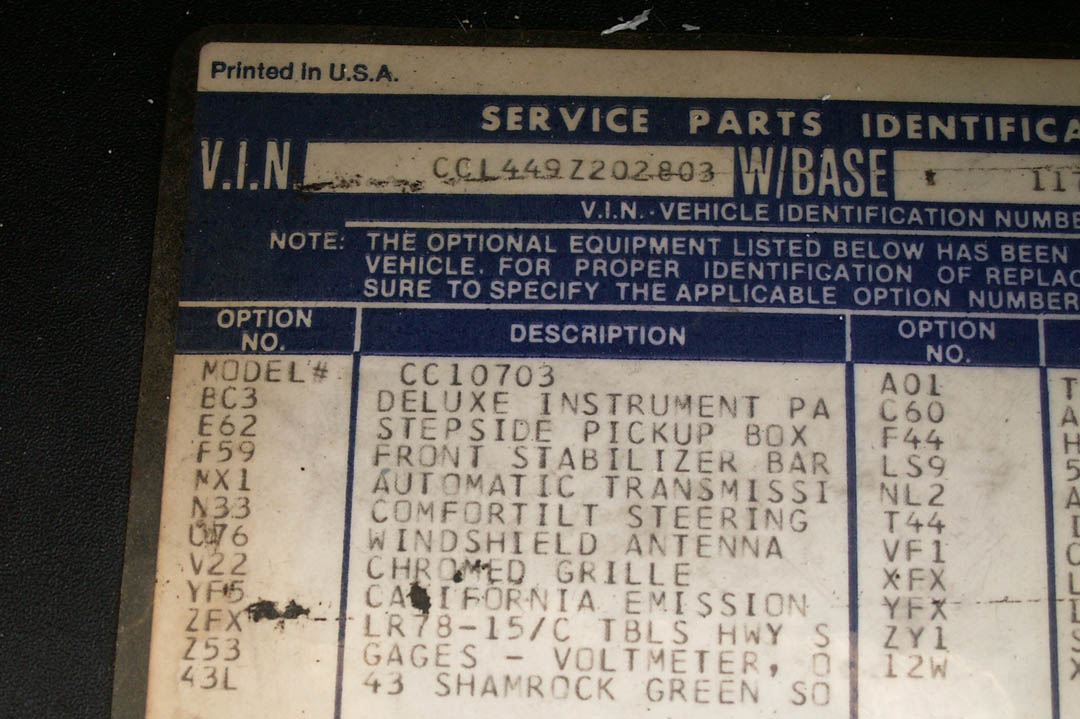 Printed in U.S.A.
SERVICE PARTS IDENTIFICA
V.I.N. CCL449Z202803 W/BASE 117
V.I.N. - VEHICLE IDENTIFICATION NUMBE
NOTE: THE OPTIONAL EQUIPMENT LISTED BELOW HAS BEEN
VEHICLE. FOR PROPER IDENTIFICATION OF REPLAC
SURE TO SPECIFY THE APPLICABLE OPTION NUMBER
OPTION NO. DESCRIPTION OPTION NO.
MODEL# CC10703 A01 T
BC3 DELUXE INSTRUMENT PA C60 A
E62 STEPSIDE PICKUP BOX F44 H
F59 FRONT STABILIZER BAR LS9 5
MX1 AUTOMATIC TRANSMISSI NL2 A
N33 COMFORTILT STEERING T44
U76 WINDSHIELD ANTENNA VF1 C
V22 CHROMED GRILLE XFX L
YF5 CALIFORNIA EMISSION YFX
ZFX LR78-15/C TBLS HWY S ZY1 S
Z53 GAGES - VOLTMETER, O 12W X
43L 43 SHAMROCK GREEN SO